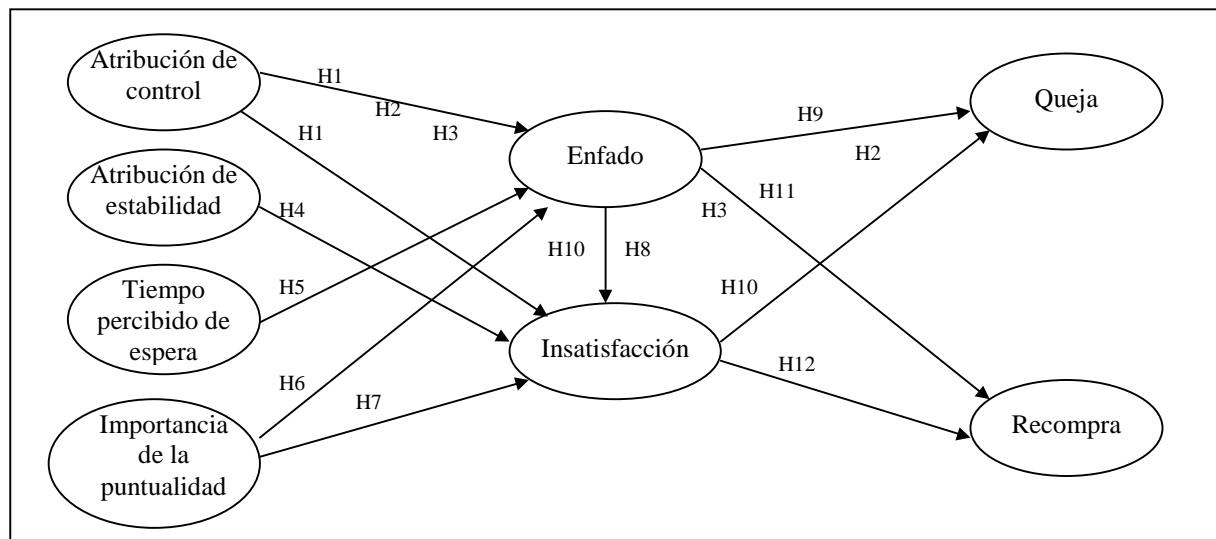 Atribución de
control
H1
H2
H3
H1
Atribución de
estabilidad
H4
Tiempo
percibido de
espera
H5
Importancia
de la
puntualidad
H6
H7
Enfado
H10
H8
Insatisfacción
H9
H2
H3
H11
H10
H12
Queja
Recompra